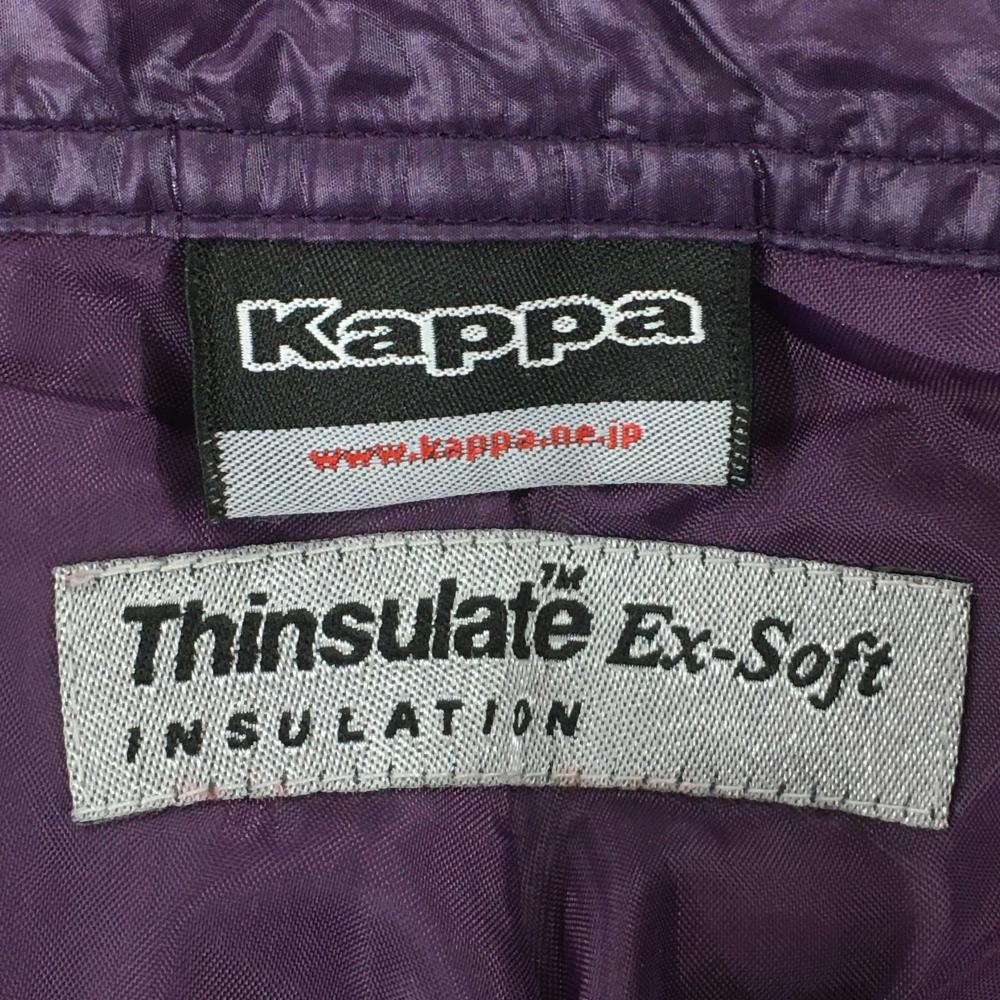 Kappa
www.kappa.ne.jp
Thinsulate™ Ex-Soft
INSULATION